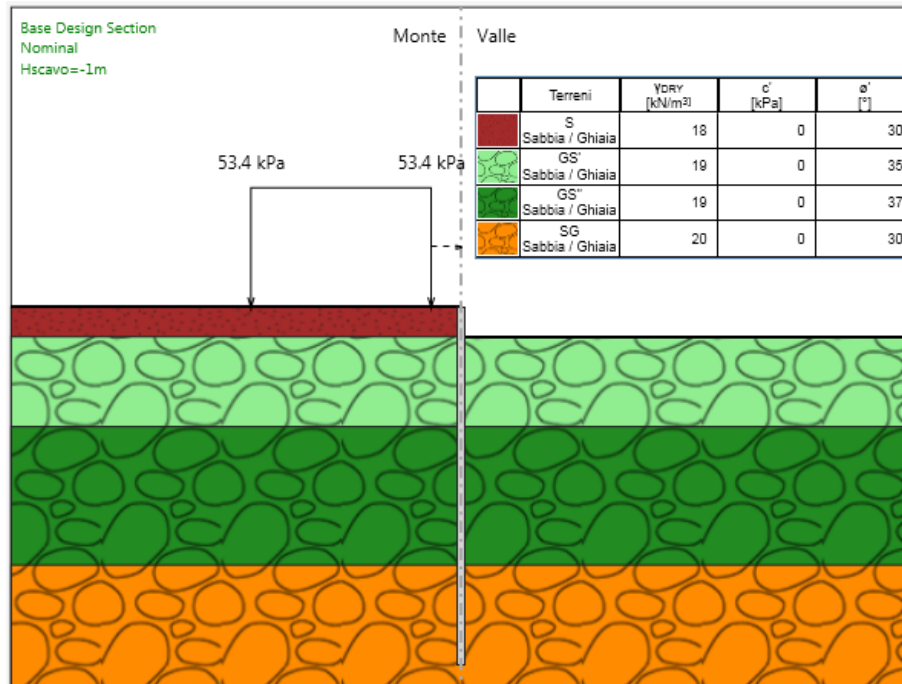 Base Design Section
Nominal
Hscavo=-1m
Monte
Valle
Terreni γDRY [kN/m³] c' [kPa] ø' [°]
S Sabbia / Ghiaia 18 0 30
GS' Sabbia / Ghiaia 19 0 35
GS" Sabbia / Ghiaia 19 0 37
SG Sabbia / Ghiaia 20 0 30
53.4 kPa
53.4 kPa